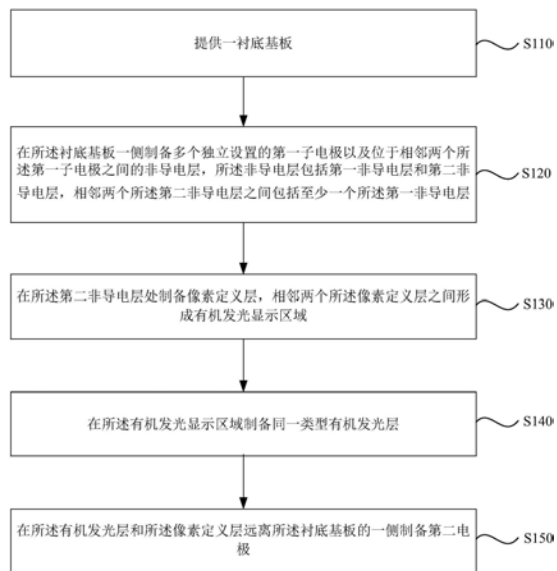 提供一衬底基板
S110
在所述衬底基板一侧制备多个独立设置的第一子电极以及位于相邻两个所
述第一子电极之间的非导电层，所述非导电层包括第一非导电层和第二非
导电层，相邻两个所述第二非导电层之间包括至少一个所述第一非导电层
S120
在所述第二非导电层处制备像素定义层，相邻两个所述像素定义层之间形
成有机发光显示区域
S130
在所述有机发光显示区域制备同一类型有机发光层
S140
在所述有机发光层和所述像素定义层远离所述衬底基板的一侧制备第二电
极
S150